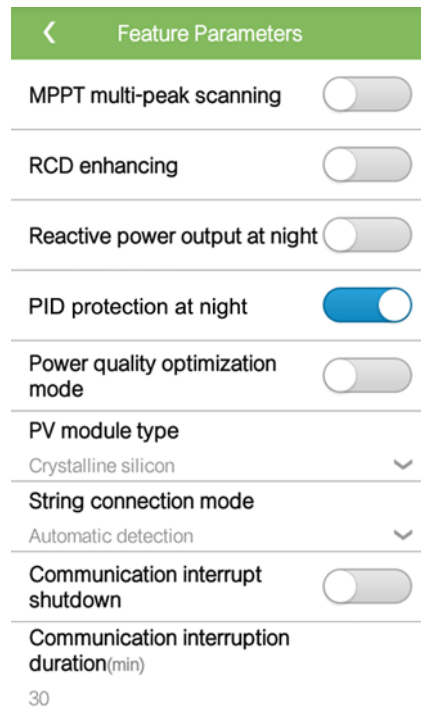 Feature Parameters
MPPT multi-peak scanning
RCD enhancing
Reactive power output at night
PID protection at night
Power quality optimization
mode
PV module type
Crystalline silicon
String connection mode
Automatic detection
Communication interrupt
shutdown
Communication interruption
duration(min)
30